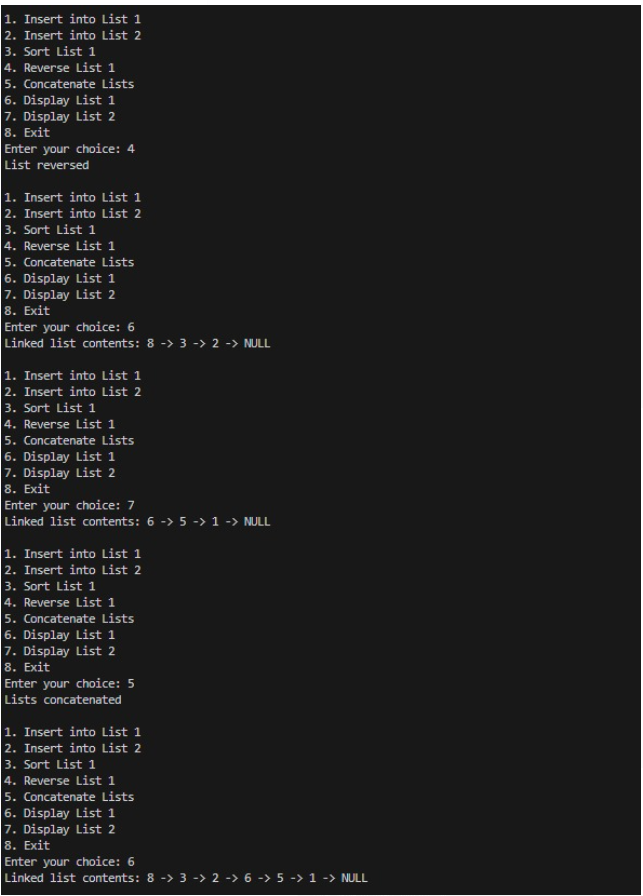 1. Insert into List 1
2. Insert into List 2
3. Sort List 1
4. Reverse List 1
5. Concatenate Lists
6. Display List 1
7. Display List 2
8. Exit
Enter your choice: 4
List reversed

1. Insert into List 1
2. Insert into List 2
3. Sort List 1
4. Reverse List 1
5. Concatenate Lists
6. Display List 1
7. Display List 2
8. Exit
Enter your choice: 6
Linked list contents: 8 -> 3 -> 2 -> NULL

1. Insert into List 1
2. Insert into List 2
3. Sort List 1
4. Reverse List 1
5. Concatenate Lists
6. Display List 1
7. Display List 2
8. Exit
Enter your choice: 7
Linked list contents: 6 -> 5 -> 1 -> NULL

1. Insert into List 1
2. Insert into List 2
3. Sort List 1
4. Reverse List 1
5. Concatenate Lists
6. Display List 1
7. Display List 2
8. Exit
Enter your choice: 5
Lists concatenated

1. Insert into List 1
2. Insert into List 2
3. Sort List 1
4. Reverse List 1
5. Concatenate Lists
6. Display List 1
7. Display List 2
8. Exit
Enter your choice: 6
Linked list contents: 8 -> 3 -> 2 -> 6 -> 5 -> 1 -> NULL